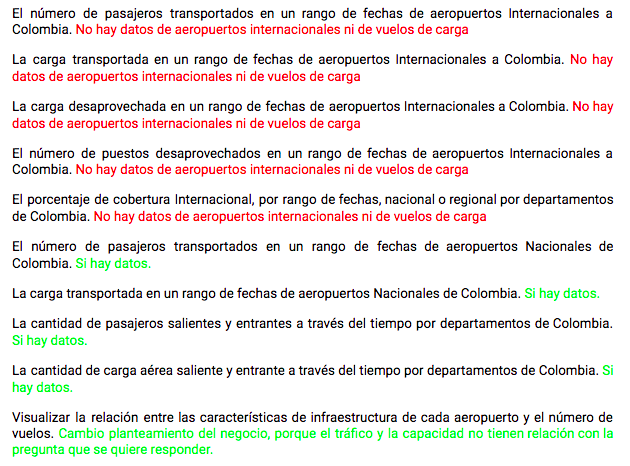 El número de pasajeros transportados en un rango de fechas de aeropuertos Internacionales a
Colombia. No hay datos de aeropuertos internacionales ni de vuelos de carga
La carga transportada en un rango de fechas de aeropuertos Internacionales a Colombia. No hay
datos de aeropuertos internacionales ni de vuelos de carga
La carga desaprovechada en un rango de fechas de aeropuertos Internacionales a Colombia. No hay
datos de aeropuertos internacionales ni de vuelos de carga
El número de puestos desaprovechados en un rango de fechas de aeropuertos Internacionales a
Colombia. No hay datos de aeropuertos internacionales ni de vuelos de carga
El porcentaje de cobertura Internacional, por rango de fechas, nacional o regional por departamentos
de Colombia. No hay datos de aeropuertos internacionales ni de vuelos de carga
El número de pasajeros transportados en un rango de fechas de aeropuertos Nacionales de
Colombia. Si hay datos.
La carga transportada en un rango de fechas de aeropuertos Nacionales de Colombia. Si hay datos.
La cantidad de pasajeros salientes y entrantes a través del tiempo por departamentos de Colombia.
Si hay datos.
La cantidad de carga aérea saliente y entrante a través del tiempo por departamentos de Colombia. Si
hay datos.
Visualizar la relación entre las características de infraestructura de cada aeropuerto y el número de
vuelos. Cambio planteamiento del negocio, porque el tráfico y la capacidad no tienen relación con la
pregunta que se quiere responder.